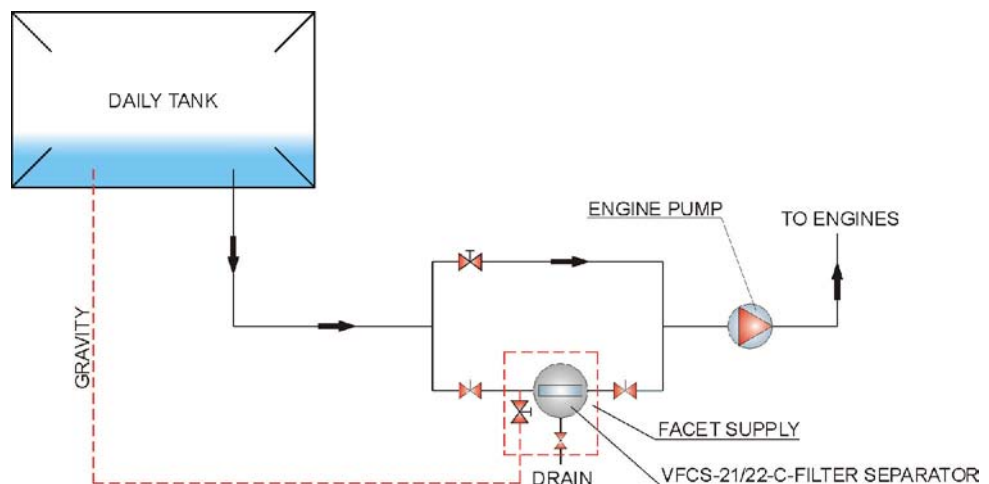 DAILY TANK
ENGINE PUMP
TO ENGINES
GRAVITY
FACET SUPPLY
DRAIN
VFCS-21/22-C-FILTER SEPARATOR